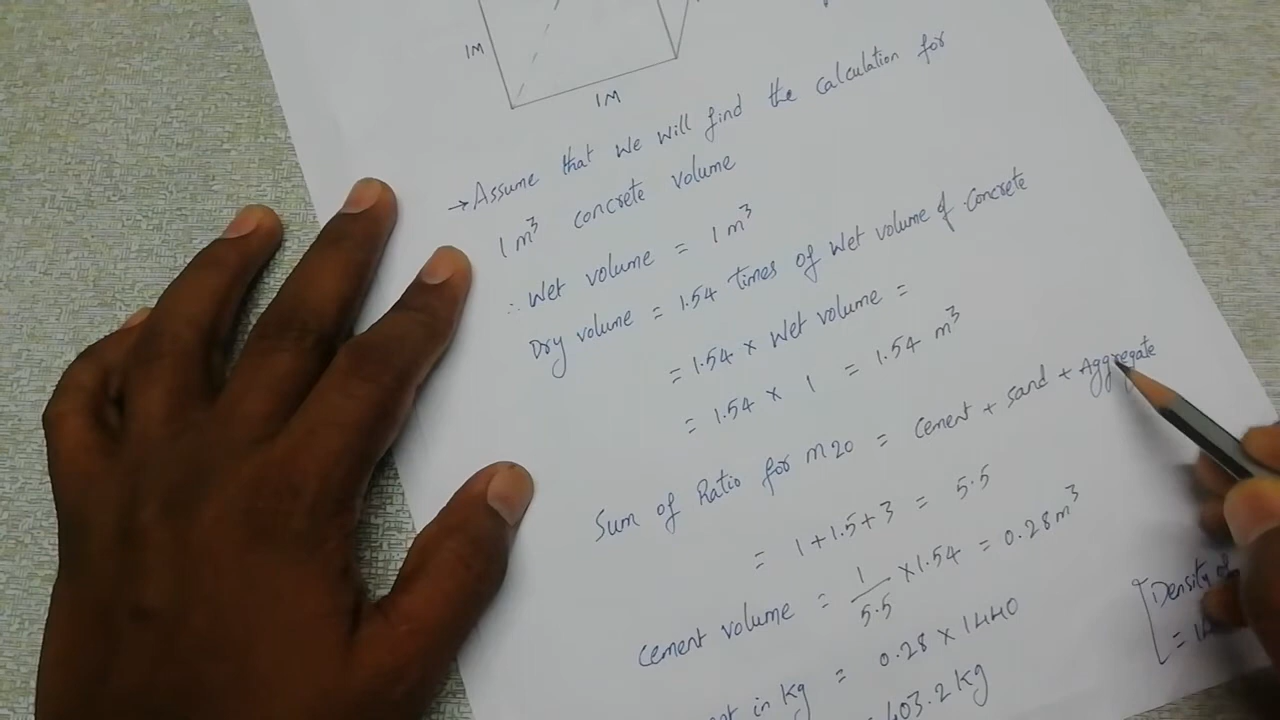 1M
1M
→ Assume that we will find the calculation for
1 m³ concrete volume
∴ Wet volume = 1 m³
Dry volume = 1.54 times of Wet volume of concrete
= 1.54 × Wet volume =
= 1.54 × 1 = 1.54 m³
Sum of Ratio for M20 = Cement + Sand + Aggregate
= 1 + 1.5 + 3 = 5.5
Cement volume = 1/5.5 × 1.54 = 0.28 m³
in kg = 0.28 × 1440
403.2 kg
[Density of
=